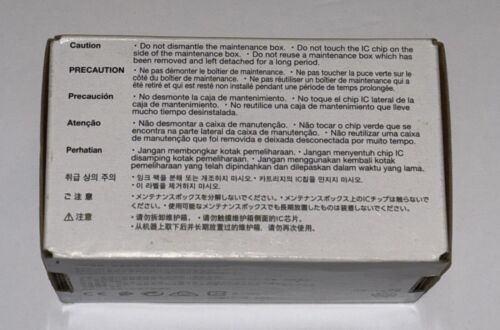 Caution ・Do not dismantle the maintenance box. ・Do not touch the IC chip on the
side of the maintenance box. ・Do not reuse a maintenance box which has
been removed and left detached for a long period.
PRECAUTION ・Ne pas démonter le boîtier de maintenance. ・Ne pas toucher la puce verte sur le
côté du boîtier de maintenance. ・Ne pas réutiliser un boîtier de maintenance qui a
été retiré et qui est resté non installé pendant une période de temps prolongée.
Precaución ・No desmonte la caja de mantenimiento. ・No toque el chip IC lateral de la
caja de mantenimiento. ・No reutilice una caja de mantenimiento que lleve
mucho tiempo desinstalada.
Atenção ・Não desmontar a caixa de manutenção. ・Não tocar o chip verde que se
encontra na parte lateral da caixa de manutenção. ・Não reutilizar uma caixa
de manutenção que foi removida e deixada desconectada por muito tempo.
Perhatian ・Jangan membongkar kotak pemeliharaan. ・Jangan menyentuh chip IC
disamping kotak pemeliharaan. ・Jangan menggunakan kembali kotak
pemeliharaan yang telah dipindahkan dan dilepaskan dalam waktu yang lama.
취급 상의 주의 ・잉크 팩을 분해 또는 개조하지 마시오. ・카트리지의 IC칩을 만지지 마시오.
・이 라벨을 제거하지 마시오.
ご注意 ・メンテナンスボックスを分解しないでください。 ・メンテナンスボックス上のICチップは触らないで
ください。 ・使用可能なメンテナンスボックスでも長期放置したものは装着しないでください。
⚠ 注意 ・请勿拆卸维护箱。 ・请勿触摸维护箱侧面的IC芯片。
・从机器上取下后并长期放置过的维护箱，请勿再次使用。